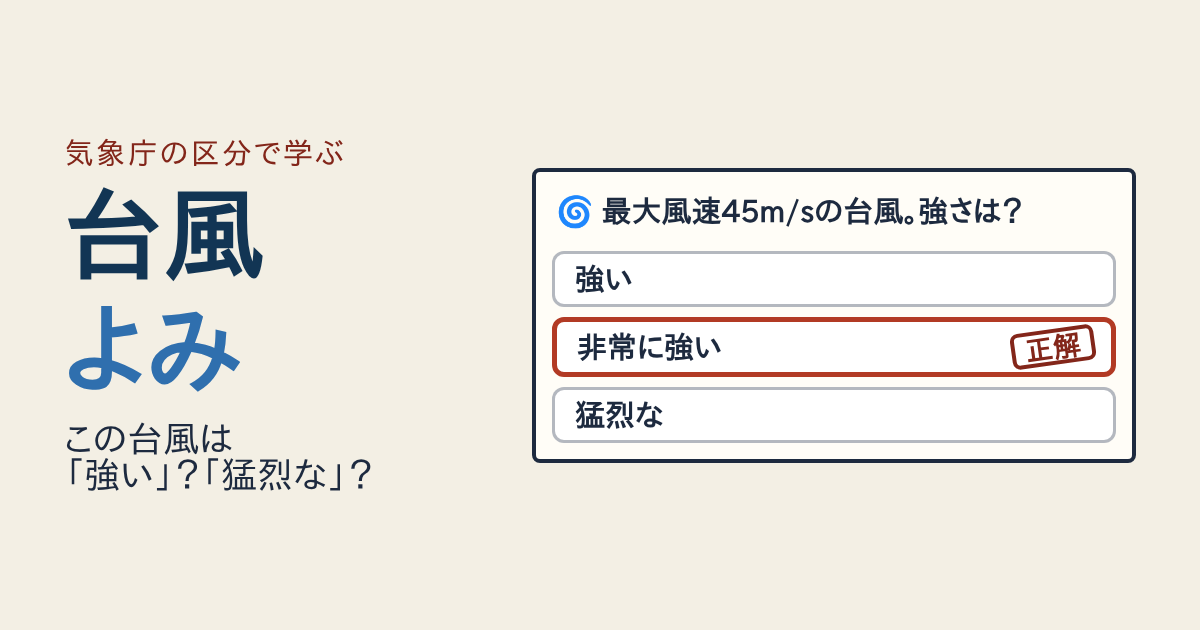 気象庁の区分で学ぶ
台風
よみ
この台風は
「強い」?「猛烈な」?
🌀 最大風速45m/sの台風。強さは?
強い
非常に強い
正解
猛烈な